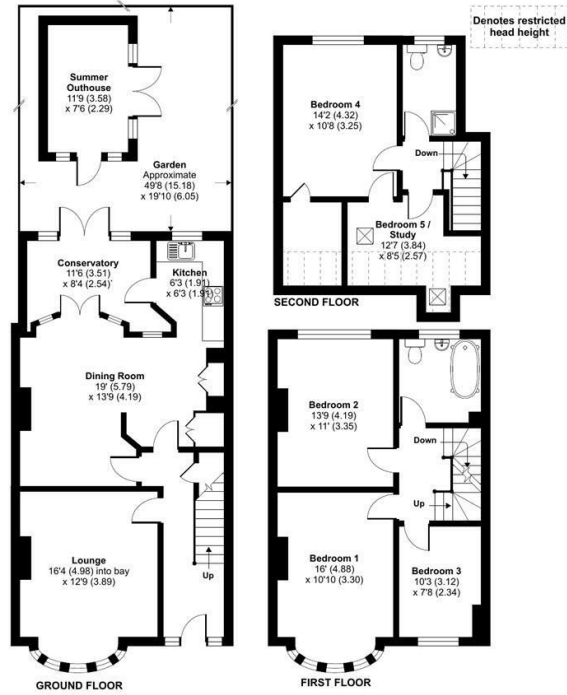 Denotes restricted
head height
Summer
Outhouse
11'9 (3.58)
x 7'6 (2.29)
Garden
Approximate
49'8 (15.18)
x 19'10 (6.05)
Conservatory
11'6 (3.51)
x 8'4 (2.54)
Kitchen
6'3 (1.91)
x 6'3 (1.91)
Dining Room
19' (5.79)
x 13'9 (4.19)
Lounge
16'4 (4.98) into bay
x 12'9 (3.89)
Up
GROUND FLOOR
Bedroom 4
14'2 (4.32)
x 10'8 (3.25)
Down
Bedroom 5 /
Study
12'7 (3.84)
x 8'5 (2.57)
SECOND FLOOR
Bedroom 2
13'9 (4.19)
x 11' (3.35)
Down
Up
Bedroom 1
16' (4.88)
x 10'10 (3.30)
Bedroom 3
10'3 (3.12)
x 7'8 (2.34)
FIRST FLOOR